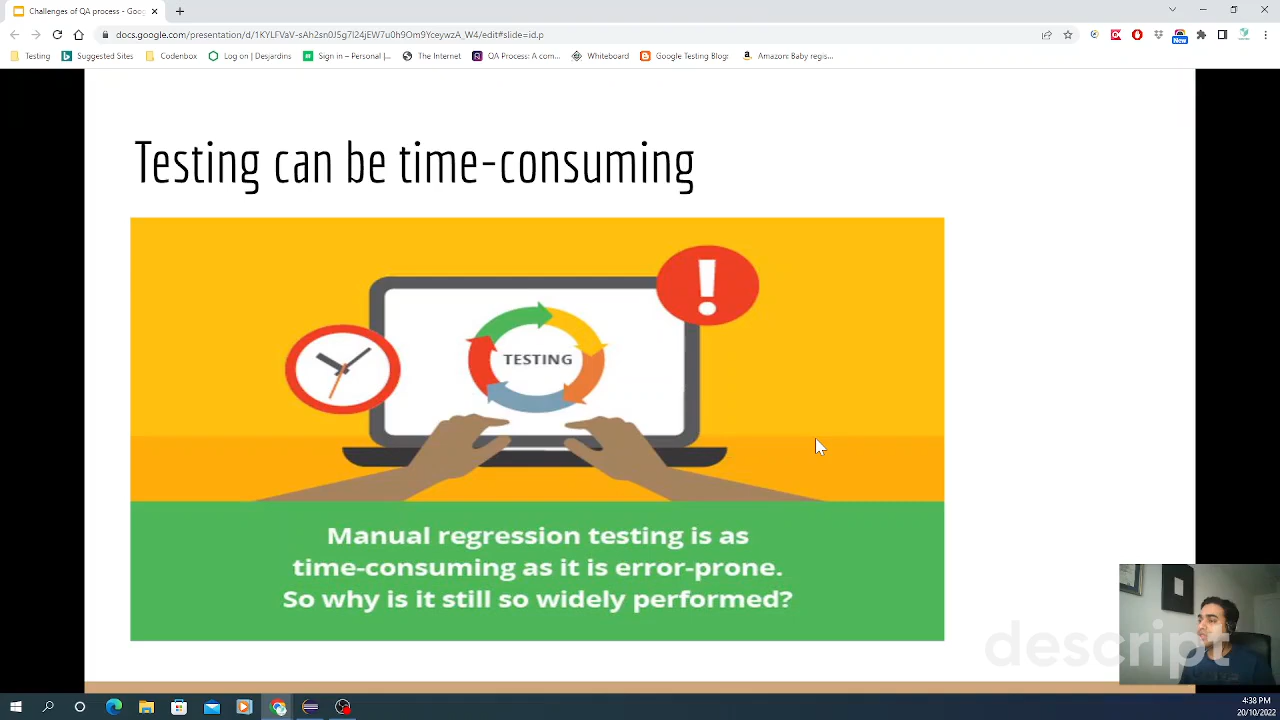 Challenges of QA process - Goo
docs.google.com/presentation/d/1KYLFVaV-sAh2sn0J5g7I24jEW7u0h9Om9YceywzA_W4/edit#slide=id.p
Testing
Suggested Sites
Codenbox
Log on | Desjardins
Sign in – Personal |...
The Internet
QA Process: A com...
Whiteboard
Google Testing Blog:
Amazon: Baby regis...
New
Testing can be time-consuming
!
TESTING
Manual regression testing is as
time-consuming as it is error-prone.
So why is it still so widely performed?
descript
4:38 PM
20/10/2022